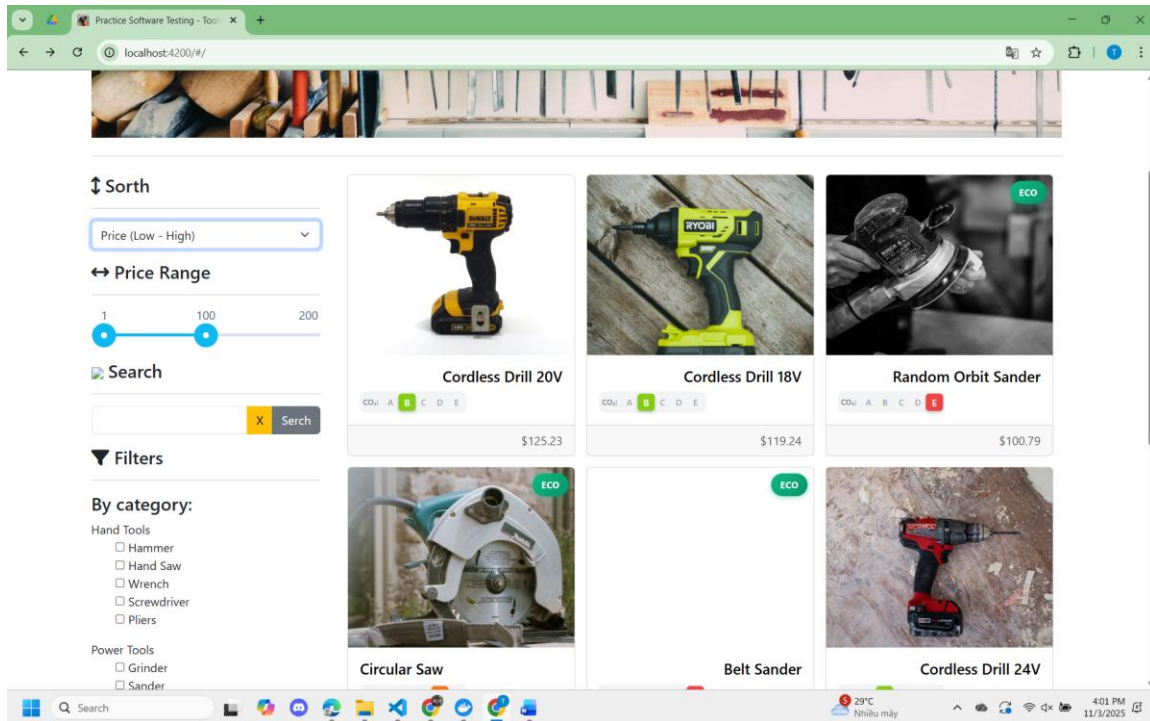 Practice Software Testing - Tool
localhost:4200/#/
T
Sorth
Price (Low - High)
Price Range
1 100 200
Search
X Serch
Filters
By category:
Hand Tools
Hammer
Hand Saw
Wrench
Screwdriver
Pliers
Power Tools
Grinder
Sander
DEWALT
Cordless Drill 20V
CO₂: A B C D E
$125.23
RYOBI
Cordless Drill 18V
CO₂: A B C D E
$119.24
ECO
BOSCH
Random Orbit Sander
CO₂: A B C D E
$100.79
ECO
Circular Saw
ECO
Belt Sander
Cordless Drill 24V
Search
5
29°C
Nhiều mây
4:01 PM
11/3/2025